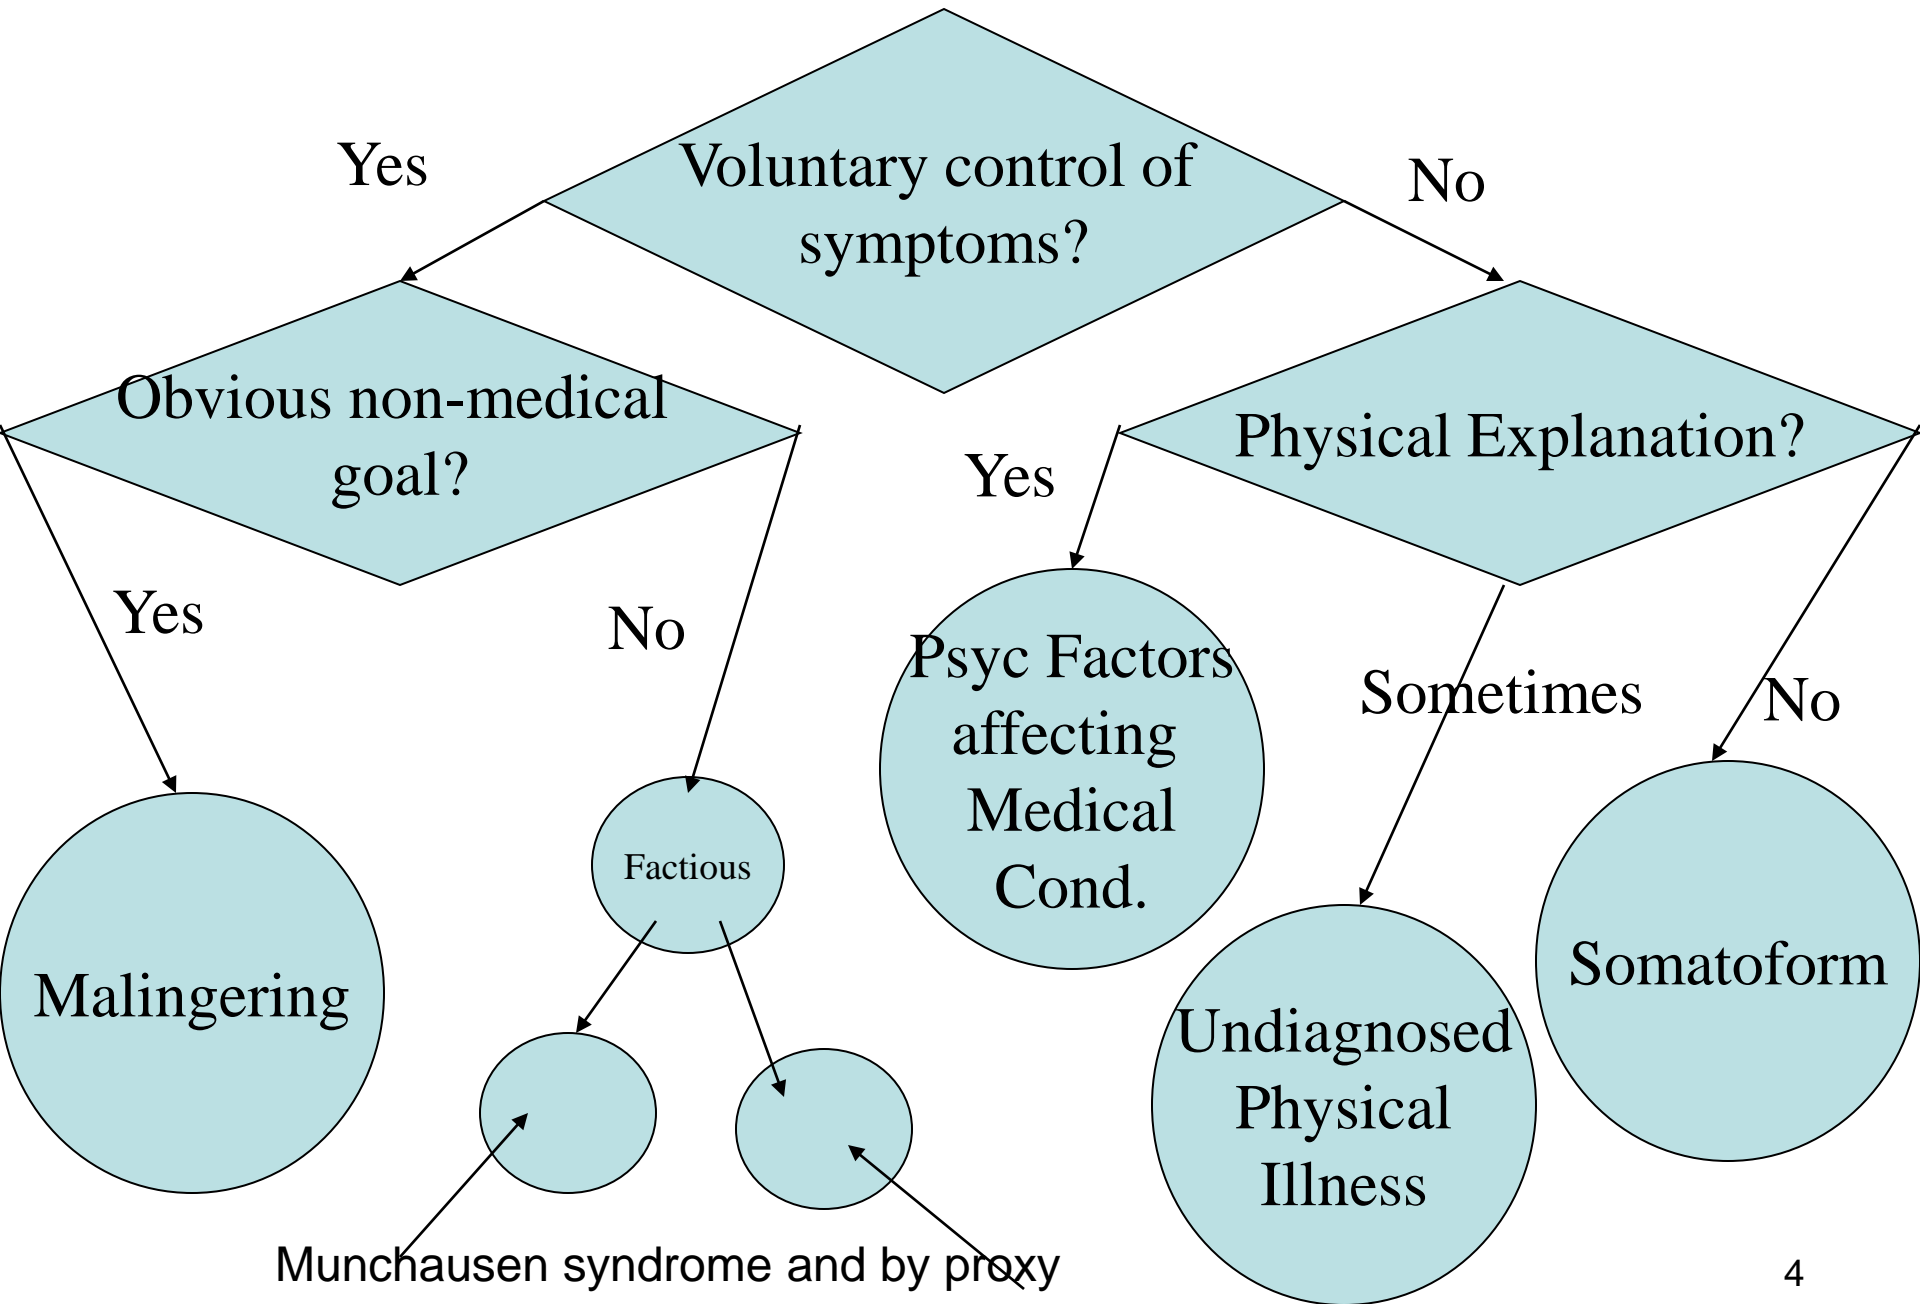 Yes
Voluntary control of
symptoms?
No
Obvious non-medical
goal?
Physical Explanation?
Yes
No
Yes
Sometimes
No
Malingering
Factious
Psyc Factors
affecting
Medical
Cond.
Undiagnosed
Physical
Illness
Somatoform
Munchausen syndrome and by proxy
4